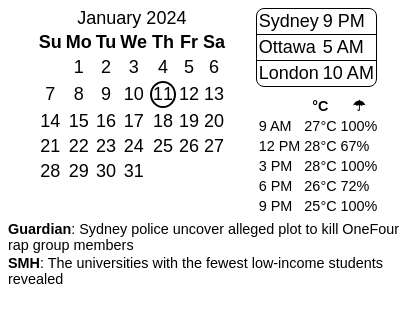 January 2024
Su Mo Tu We Th Fr Sa
1 2 3 4 5 6
7 8 9 10 11 12 13
14 15 16 17 18 19 20
21 22 23 24 25 26 27
28 29 30 31
Sydney 9 PM
Ottawa 5 AM
London 10 AM
°C ☂
9 AM 27°C 100%
12 PM 28°C 67%
3 PM 28°C 100%
6 PM 26°C 72%
9 PM 25°C 100%
Guardian: Sydney police uncover alleged plot to kill OneFour
rap group members
SMH: The universities with the fewest low-income students
revealed